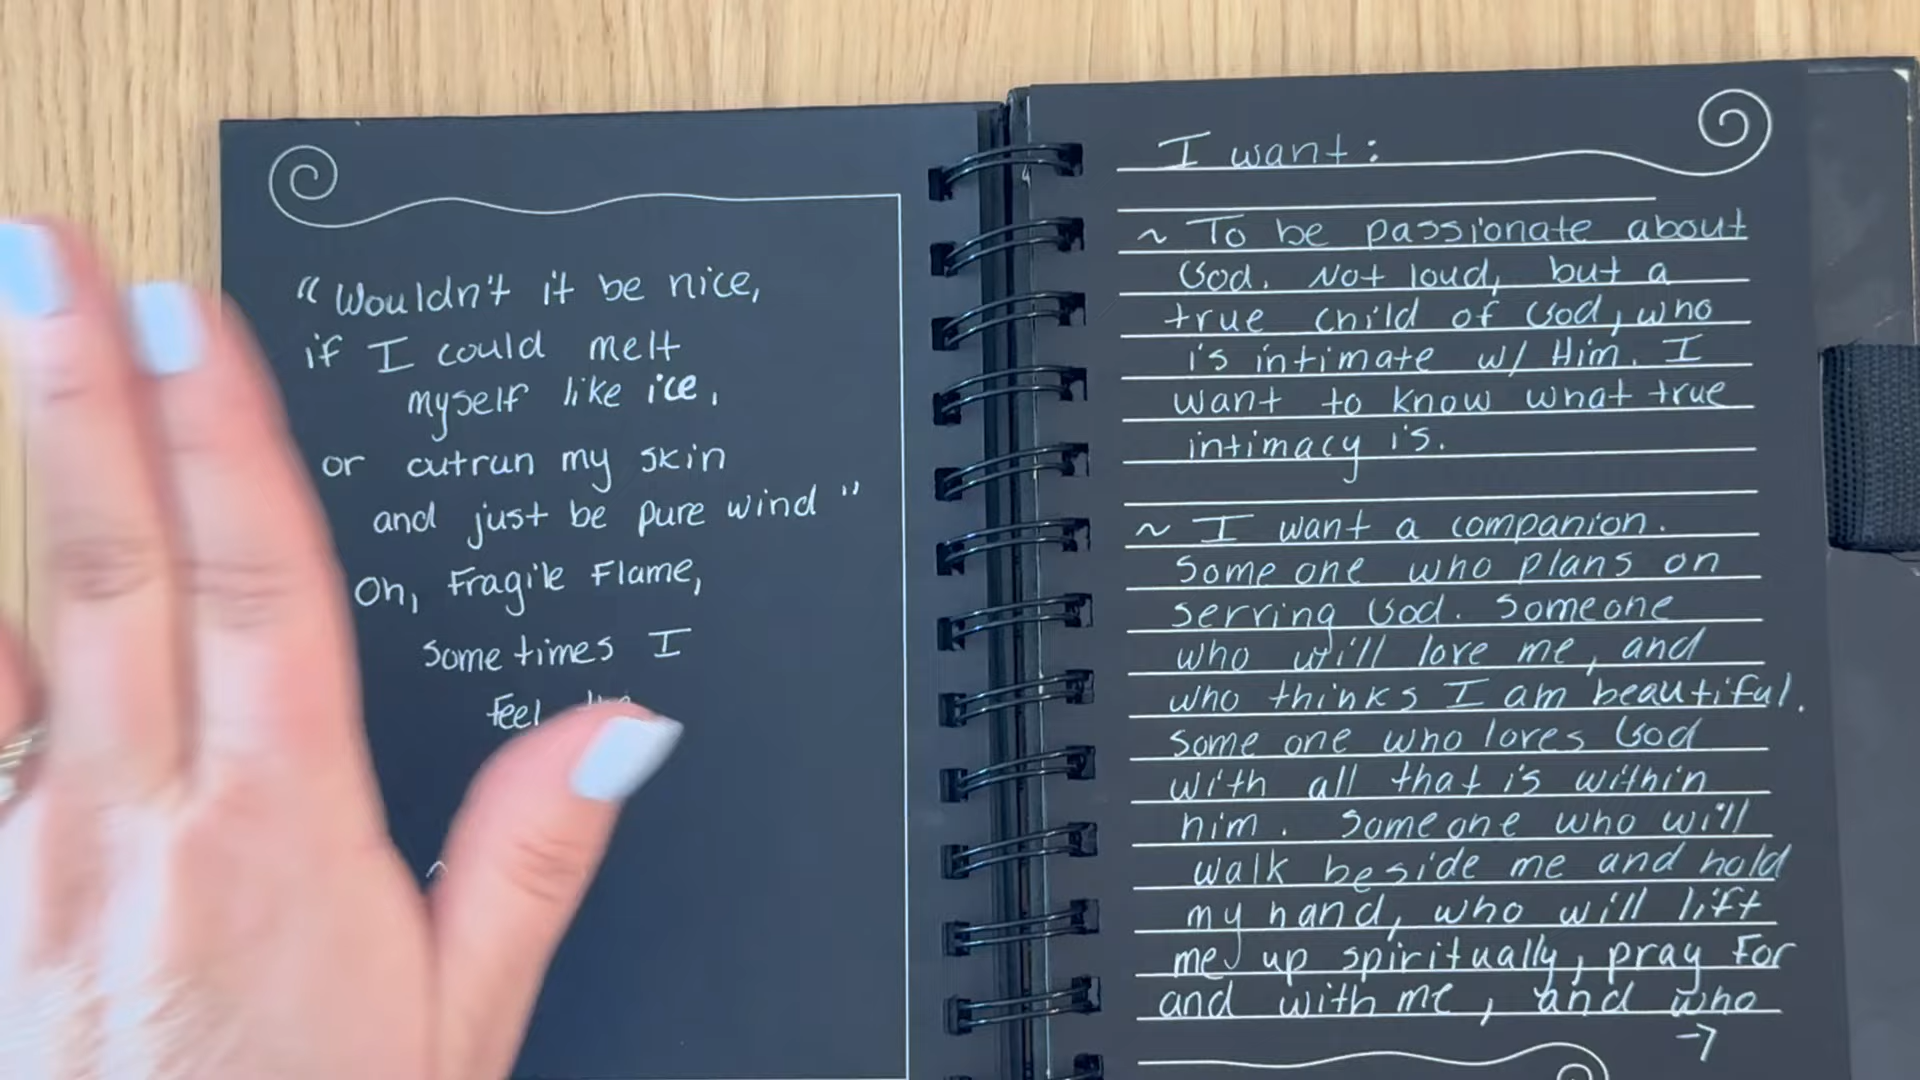 "Wouldn't it be nice,
if I could melt
myself like ice,
or outrun my skin
and just be pure wind"
Oh, Fragile Flame,
sometimes I
feel
I want:
~ To be passionate about
God. Not loud, but a
true child of God, who
is intimate w/ Him. I
want to know what true
intimacy is.
~ I want a companion.
Some one who plans on
serving God. Someone
who will love me, and
who thinks I am beautiful.
some one who loves God
with all that is within
him. Someone who will
walk beside me and hold
my hand, who will lift
me up spiritually, pray for
and with me, and who
→